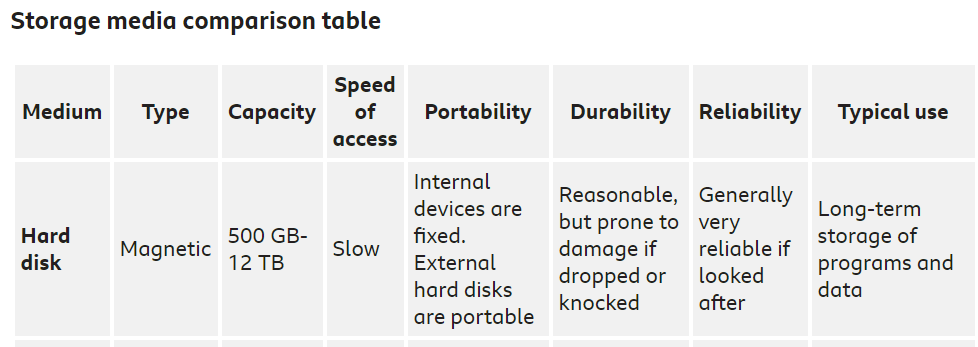 Storage media comparison table
Medium
Type
Capacity
Speed
of
access
Portability
Durability
Reliability
Typical use
Hard
disk
Magnetic
500 GB-
12 TB
Slow
Internal
devices are
fixed.
External
hard disks
are portable
Reasonable,
but prone to
damage if
dropped or
knocked
Generally
very
reliable if
looked
after
Long-term
storage of
programs and
data